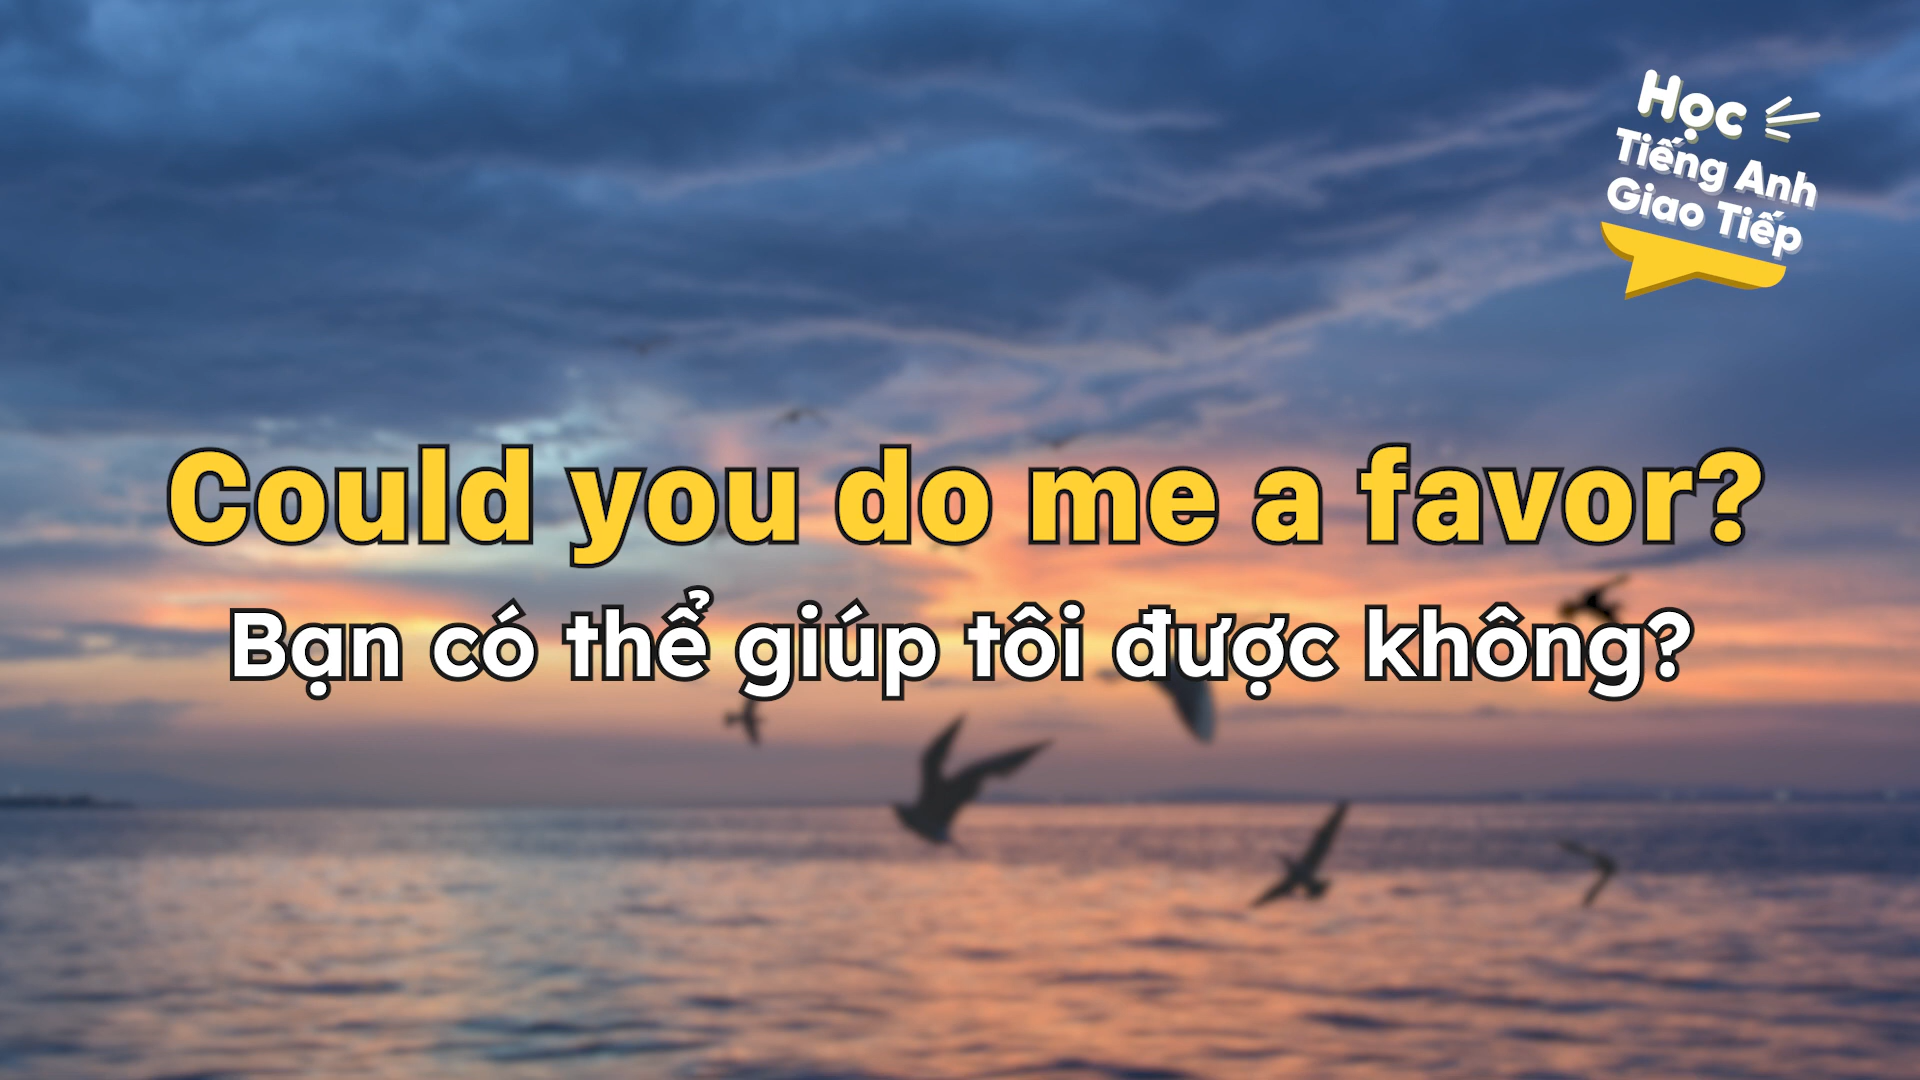 Học
Tiếng Anh
Giao Tiếp
Could you do me a favor?
Bạn có thể giúp tôi được không?